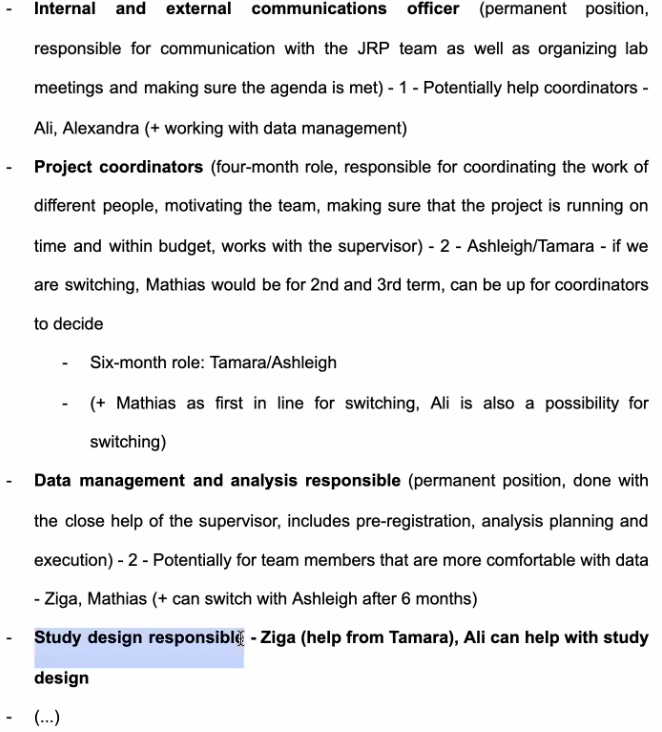 - Internal and external communications officer (permanent position,
responsible for communication with the JRP team as well as organizing lab
meetings and making sure the agenda is met) - 1 - Potentially help coordinators -
Ali, Alexandra (+ working with data management)
- Project coordinators (four-month role, responsible for coordinating the work of
different people, motivating the team, making sure that the project is running on
time and within budget, works with the supervisor) - 2 - Ashleigh/Tamara - if we
are switching, Mathias would be for 2nd and 3rd term, can be up for coordinators
to decide
- Six-month role: Tamara/Ashleigh
- (+ Mathias as first in line for switching, Ali is also a possibility for
switching)
- Data management and analysis responsible (permanent position, done with
the close help of the supervisor, includes pre-registration, analysis planning and
execution) - 2 - Potentially for team members that are more comfortable with data
- Ziga, Mathias (+ can switch with Ashleigh after 6 months)
- Study design responsible - Ziga (help from Tamara), Ali can help with study
design
- (...)